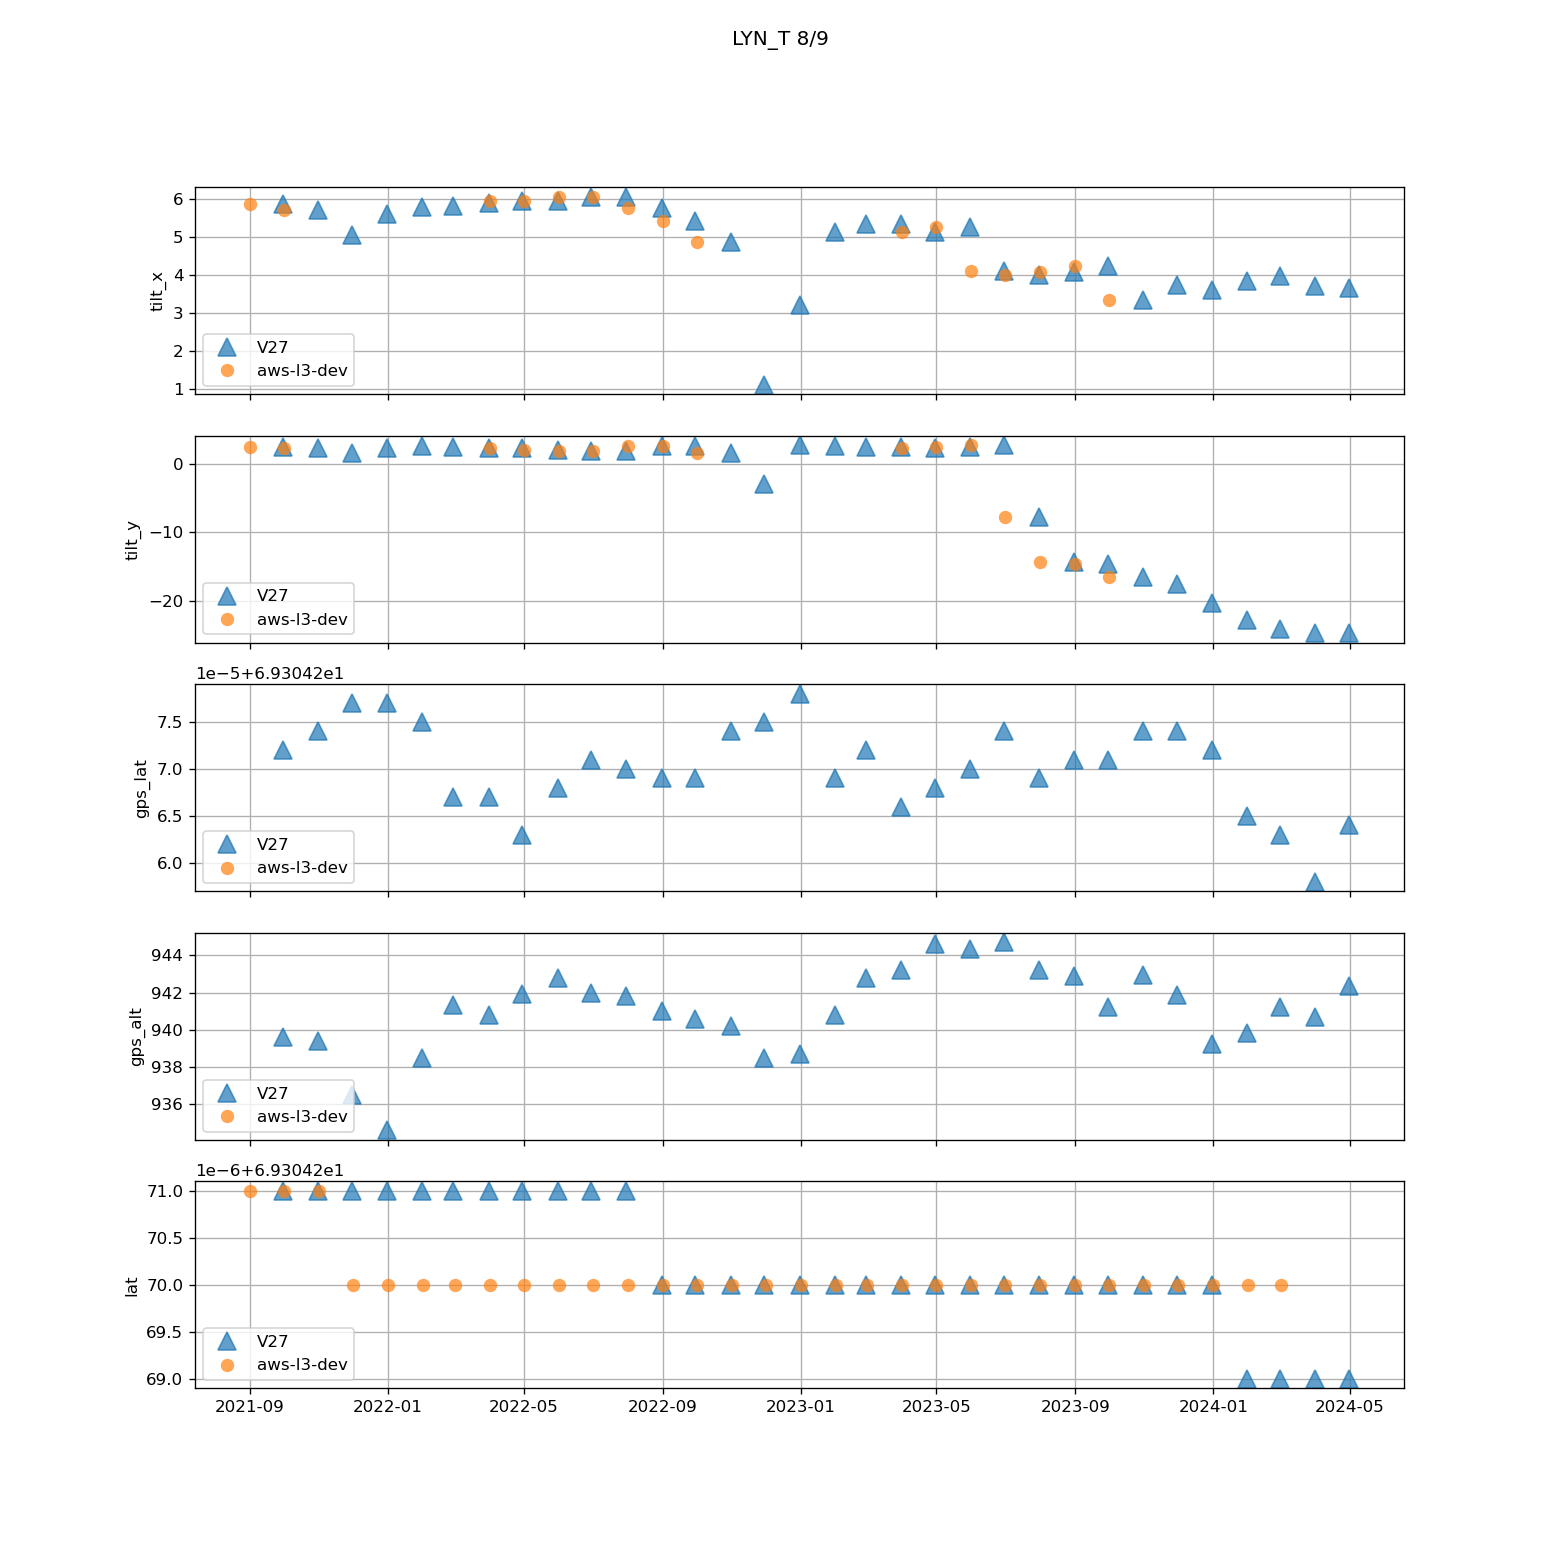 LYN_T 8/9
6
5
4
3
2
1
tilt_x
V27
aws-l3-dev
0
−10
−20
tilt_y
V27
aws-l3-dev
1e−5+6.93042e1
7.5
7.0
6.5
6.0
gps_lat
V27
aws-l3-dev
944
942
940
938
936
gps_alt
V27
aws-l3-dev
1e−6+6.93042e1
71.0
70.5
70.0
69.5
69.0
lat
V27
aws-l3-dev
2021-09 2022-01 2022-05 2022-09 2023-01 2023-05 2023-09 2024-01 2024-05